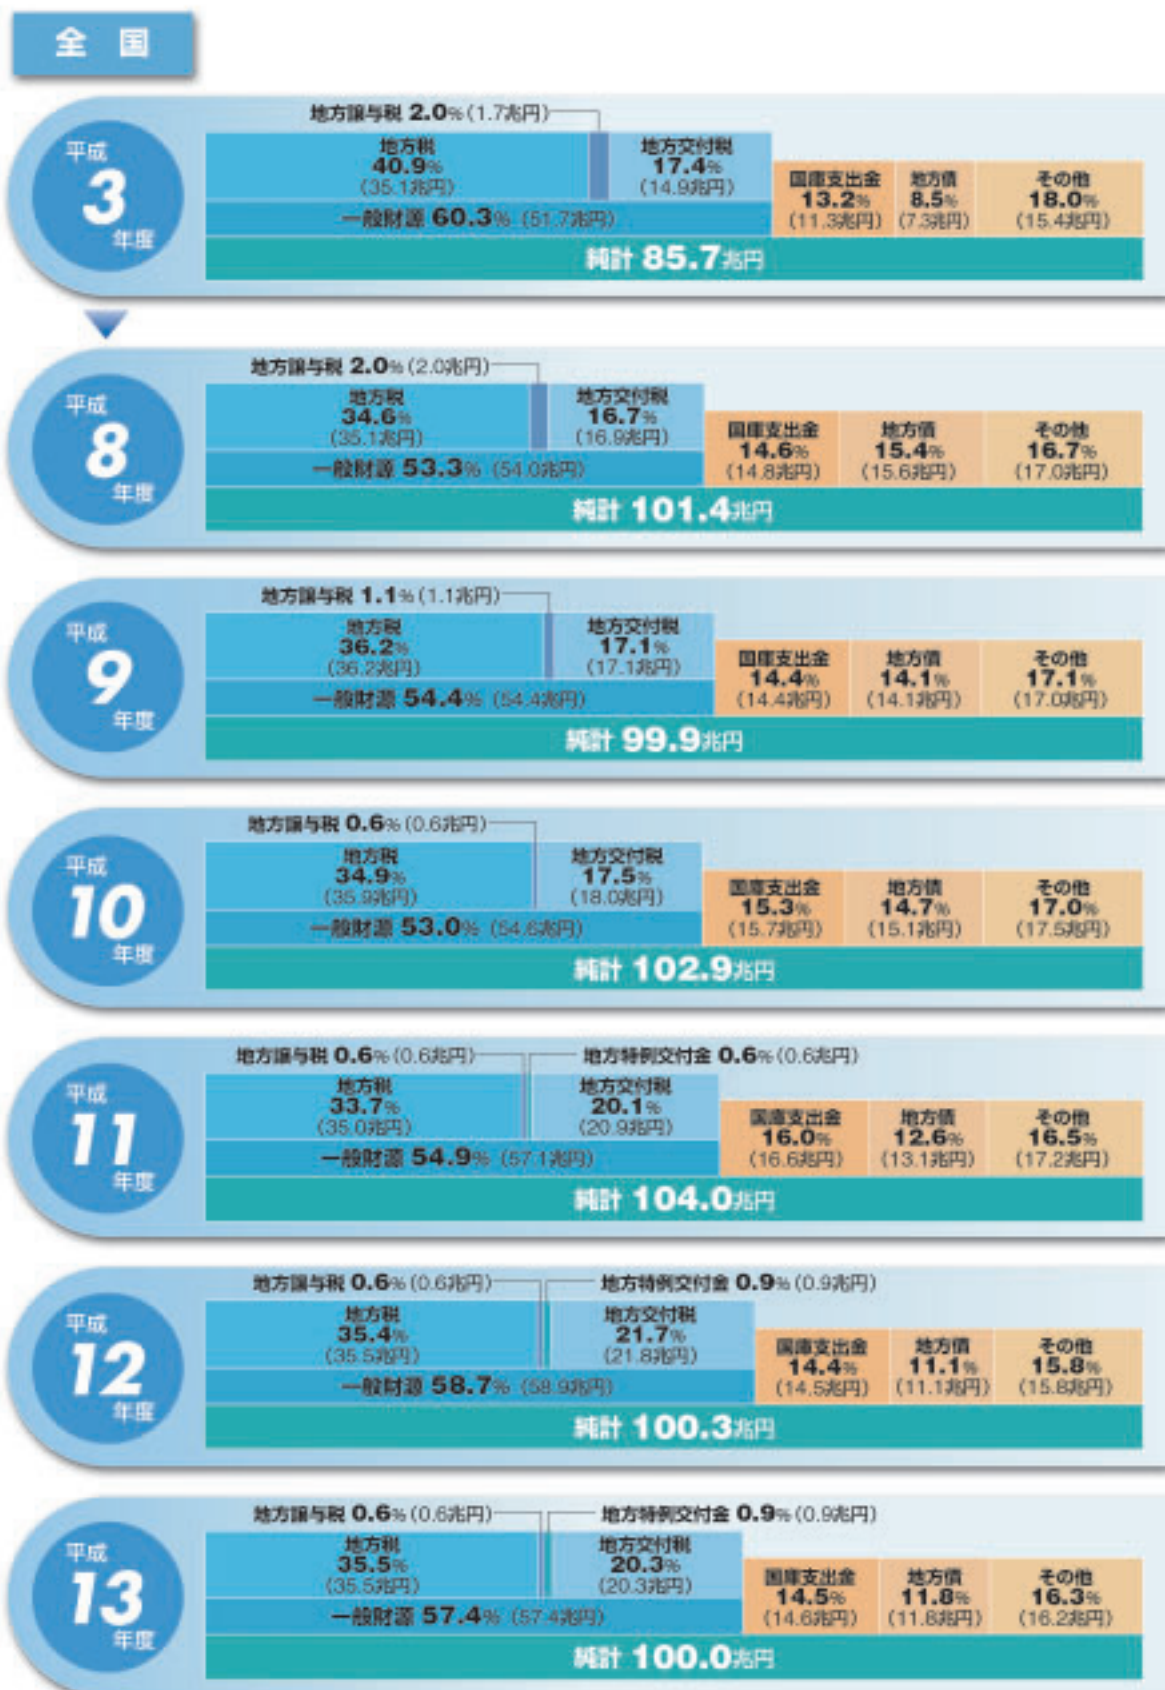 全国
平成
3
年度
地方譲与税 2.0%(1.7兆円)
地方税
40.9%
(35.1兆円)
地方交付税
17.4%
(14.9兆円)
一般財源 60.3% (51.7兆円)
国庫支出金
13.2%
(11.3兆円)
地方債
8.5%
(7.3兆円)
その他
18.0%
(15.4兆円)
純計 85.7兆円
平成
8
年度
地方譲与税 2.0%(2.0兆円)
地方税
34.6%
(35.1兆円)
地方交付税
16.7%
(16.9兆円)
一般財源 53.3% (54.0兆円)
国庫支出金
14.6%
(14.8兆円)
地方債
15.4%
(15.6兆円)
その他
16.7%
(17.0兆円)
純計 101.4兆円
平成
9
年度
地方譲与税 1.1%(1.1兆円)
地方税
36.2%
(36.2兆円)
地方交付税
17.1%
(17.1兆円)
一般財源 54.4% (54.4兆円)
国庫支出金
14.4%
(14.4兆円)
地方債
14.1%
(14.1兆円)
その他
17.1%
(17.0兆円)
純計 99.9兆円
平成
10
年度
地方譲与税 0.6%(0.6兆円)
地方税
34.9%
(35.9兆円)
地方交付税
17.5%
(18.0兆円)
一般財源 53.0% (54.6兆円)
国庫支出金
15.3%
(15.7兆円)
地方債
14.7%
(15.1兆円)
その他
17.0%
(17.5兆円)
純計 102.9兆円
平成
11
年度
地方譲与税 0.6%(0.6兆円)
地方特例交付金 0.6%(0.6兆円)
地方税
33.7%
(35.0兆円)
地方交付税
20.1%
(20.9兆円)
一般財源 54.9% (57.1兆円)
国庫支出金
16.0%
(16.6兆円)
地方債
12.6%
(13.1兆円)
その他
16.5%
(17.2兆円)
純計 104.0兆円
平成
12
年度
地方譲与税 0.6%(0.6兆円)
地方特例交付金 0.9%(0.9兆円)
地方税
35.4%
(35.5兆円)
地方交付税
21.7%
(21.8兆円)
一般財源 58.7% (58.9兆円)
国庫支出金
14.4%
(14.5兆円)
地方債
11.1%
(11.1兆円)
その他
15.8%
(15.8兆円)
純計 100.3兆円
平成
13
年度
地方譲与税 0.6%(0.6兆円)
地方特例交付金 0.9%(0.9兆円)
地方税
35.5%
(35.5兆円)
地方交付税
20.3%
(20.3兆円)
一般財源 57.4% (57.4兆円)
国庫支出金
14.5%
(14.6兆円)
地方債
11.8%
(11.8兆円)
その他
16.3%
(16.2兆円)
純計 100.0兆円